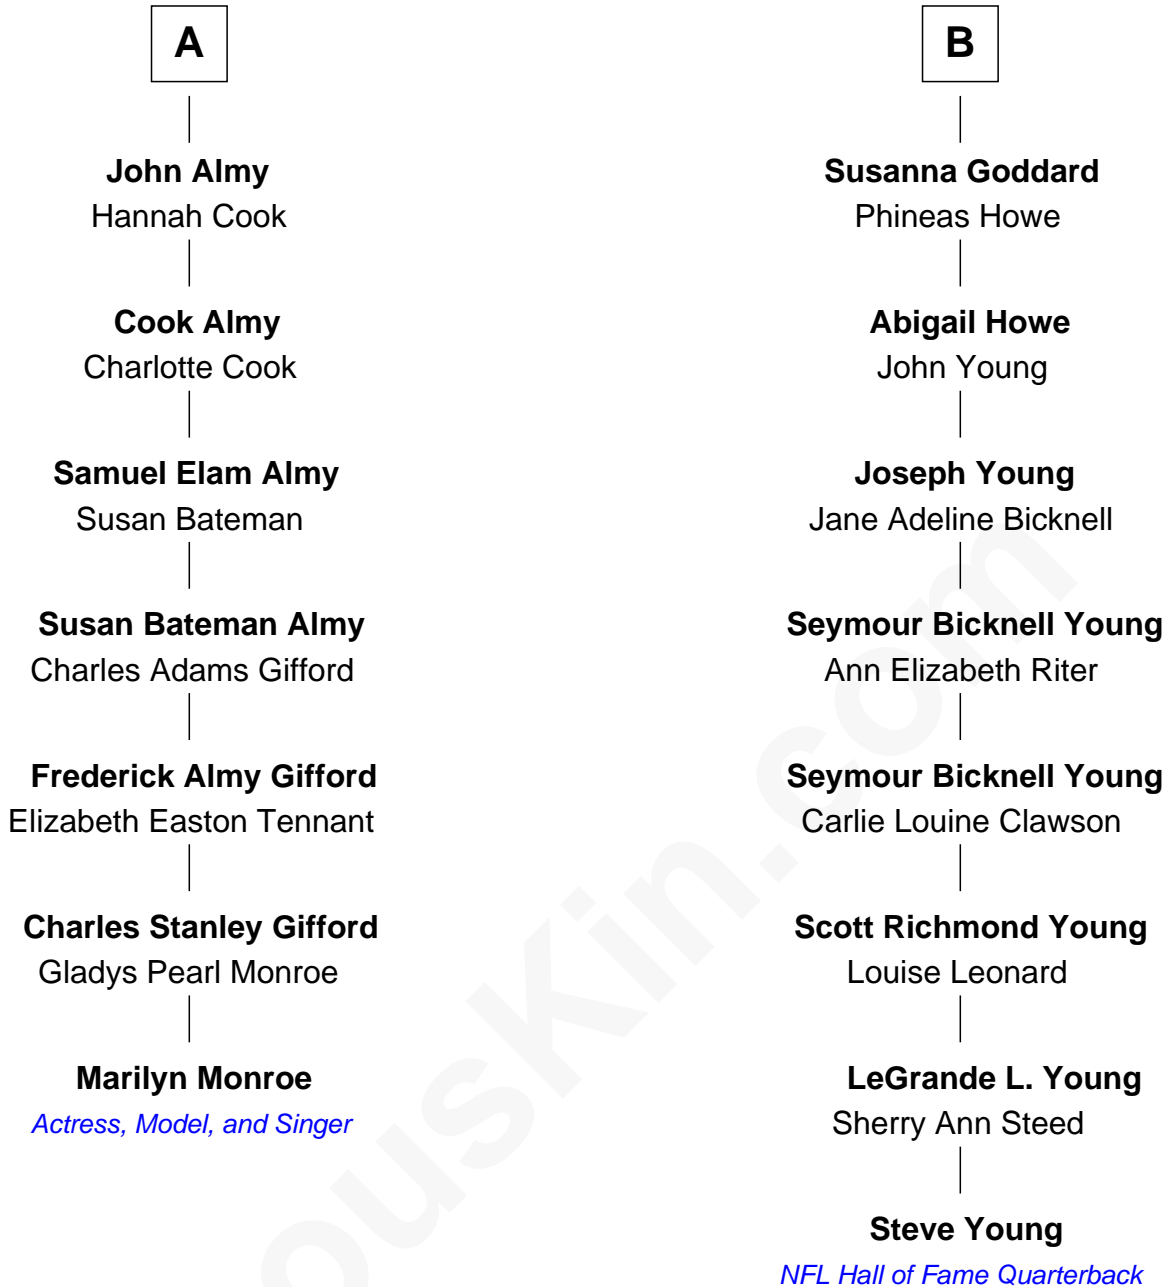 A
John Almy
Hannah Cook
Cook Almy
Charlotte Cook
Samuel Elam Almy
Susan Bateman
Susan Bateman Almy
Charles Adams Gifford
Frederick Almy Gifford
Elizabeth Easton Tennant
Charles Stanley Gifford
Gladys Pearl Monroe
Marilyn Monroe
Actress, Model, and Singer
B
Susanna Goddard
Phineas Howe
Abigail Howe
John Young
Joseph Young
Jane Adeline Bicknell
Seymour Bicknell Young
Ann Elizabeth Riter
Seymour Bicknell Young
Carlie Louine Clawson
Scott Richmond Young
Louise Leonard
LeGrande L. Young
Sherry Ann Steed
Steve Young
NFL Hall of Fame Quarterback
ousKin.com